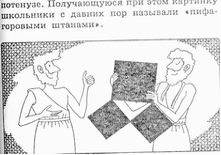 потенузе. Получающуюся при этом картинку
школьники с давних пор называли «пифа-
горовыми штанами».